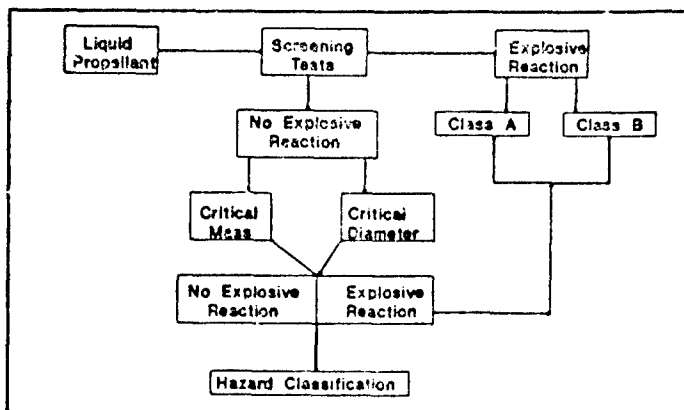 Liquid
Propellant
Screening
Tests
Explosive
Reaction
No Explosive
Reaction
Class A
Class B
Critical
Meas
Critical
Diameter
No Explosive
Reaction
Explosive
Reaction
Hazard Classification